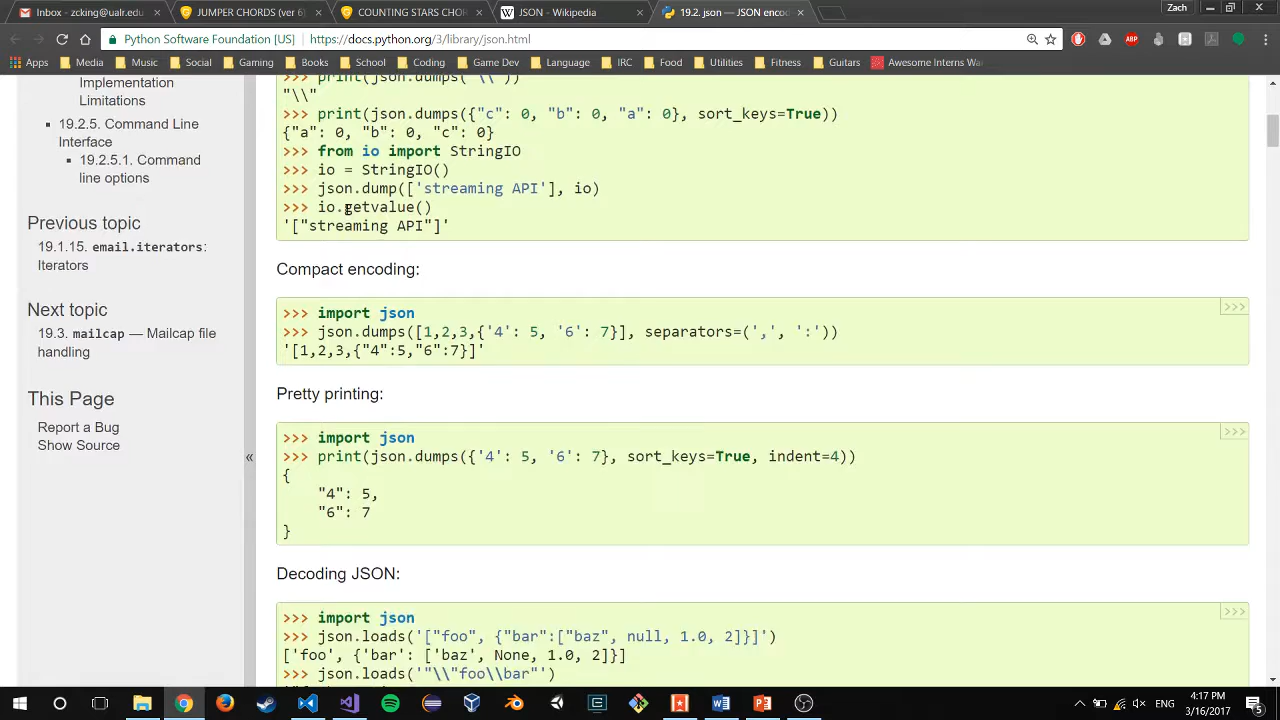 Inbox - zcking@ualr.edu
JUMPER CHORDS (ver 6)
COUNTING STARS CHO
JSON - Wikipedia
19.2. json — JSON enco
Zach
Python Software Foundation [US]
https://docs.python.org/3/library/json.html
Apps
Media
Music
Social
Gaming
Books
School
Coding
Game Dev
Language
IRC
Food
Utilities
Fitness
Guitars
Awesome Interns Wa
Implementation
Limitations
19.2.5. Command Line
Interface
19.2.5.1. Command
line options
Previous topic
19.1.15. email.iterators:
Iterators
Next topic
19.3. mailcap — Mailcap file
handling
This Page
Report a Bug
Show Source
«
>>> print(json.dumps('\\'))
"\\"
>>> print(json.dumps({"c": 0, "b": 0, "a": 0}, sort_keys=True))
{"a": 0, "b": 0, "c": 0}
>>> from io import StringIO
>>> io = StringIO()
>>> json.dump(['streaming API'], io)
>>> io.getvalue()
'["streaming API"]'
Compact encoding:
>>>
>>> import json
>>> json.dumps([1,2,3,{'4': 5, '6': 7}], separators=(',', ':'))
'[1,2,3,{"4":5,"6":7}]'
Pretty printing:
>>>
>>> import json
>>> print(json.dumps({'4': 5, '6': 7}, sort_keys=True, indent=4))
{
"4": 5,
"6": 7
}
Decoding JSON:
>>>
>>> import json
>>> json.loads('["foo", {"bar":["baz", null, 1.0, 2]}]')
['foo', {'bar': ['baz', None, 1.0, 2]}]
>>> json.loads('"\\"foo\\bar"')
4:17 PM
3/16/2017